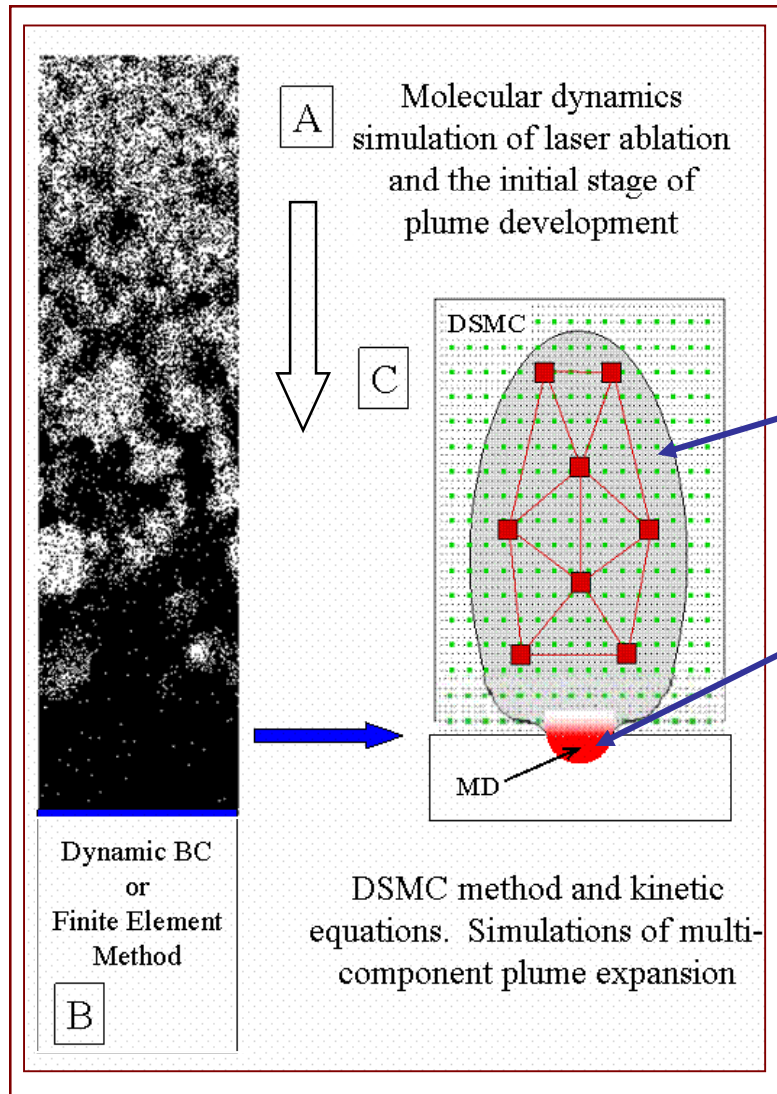 A
Molecular dynamics
simulation of laser ablation
and the initial stage of
plume development
C
DSMC
MD
Dynamic BC
or
Finite Element
Method
B
DSMC method and kinetic
equations. Simulations of multi-
component plume expansion